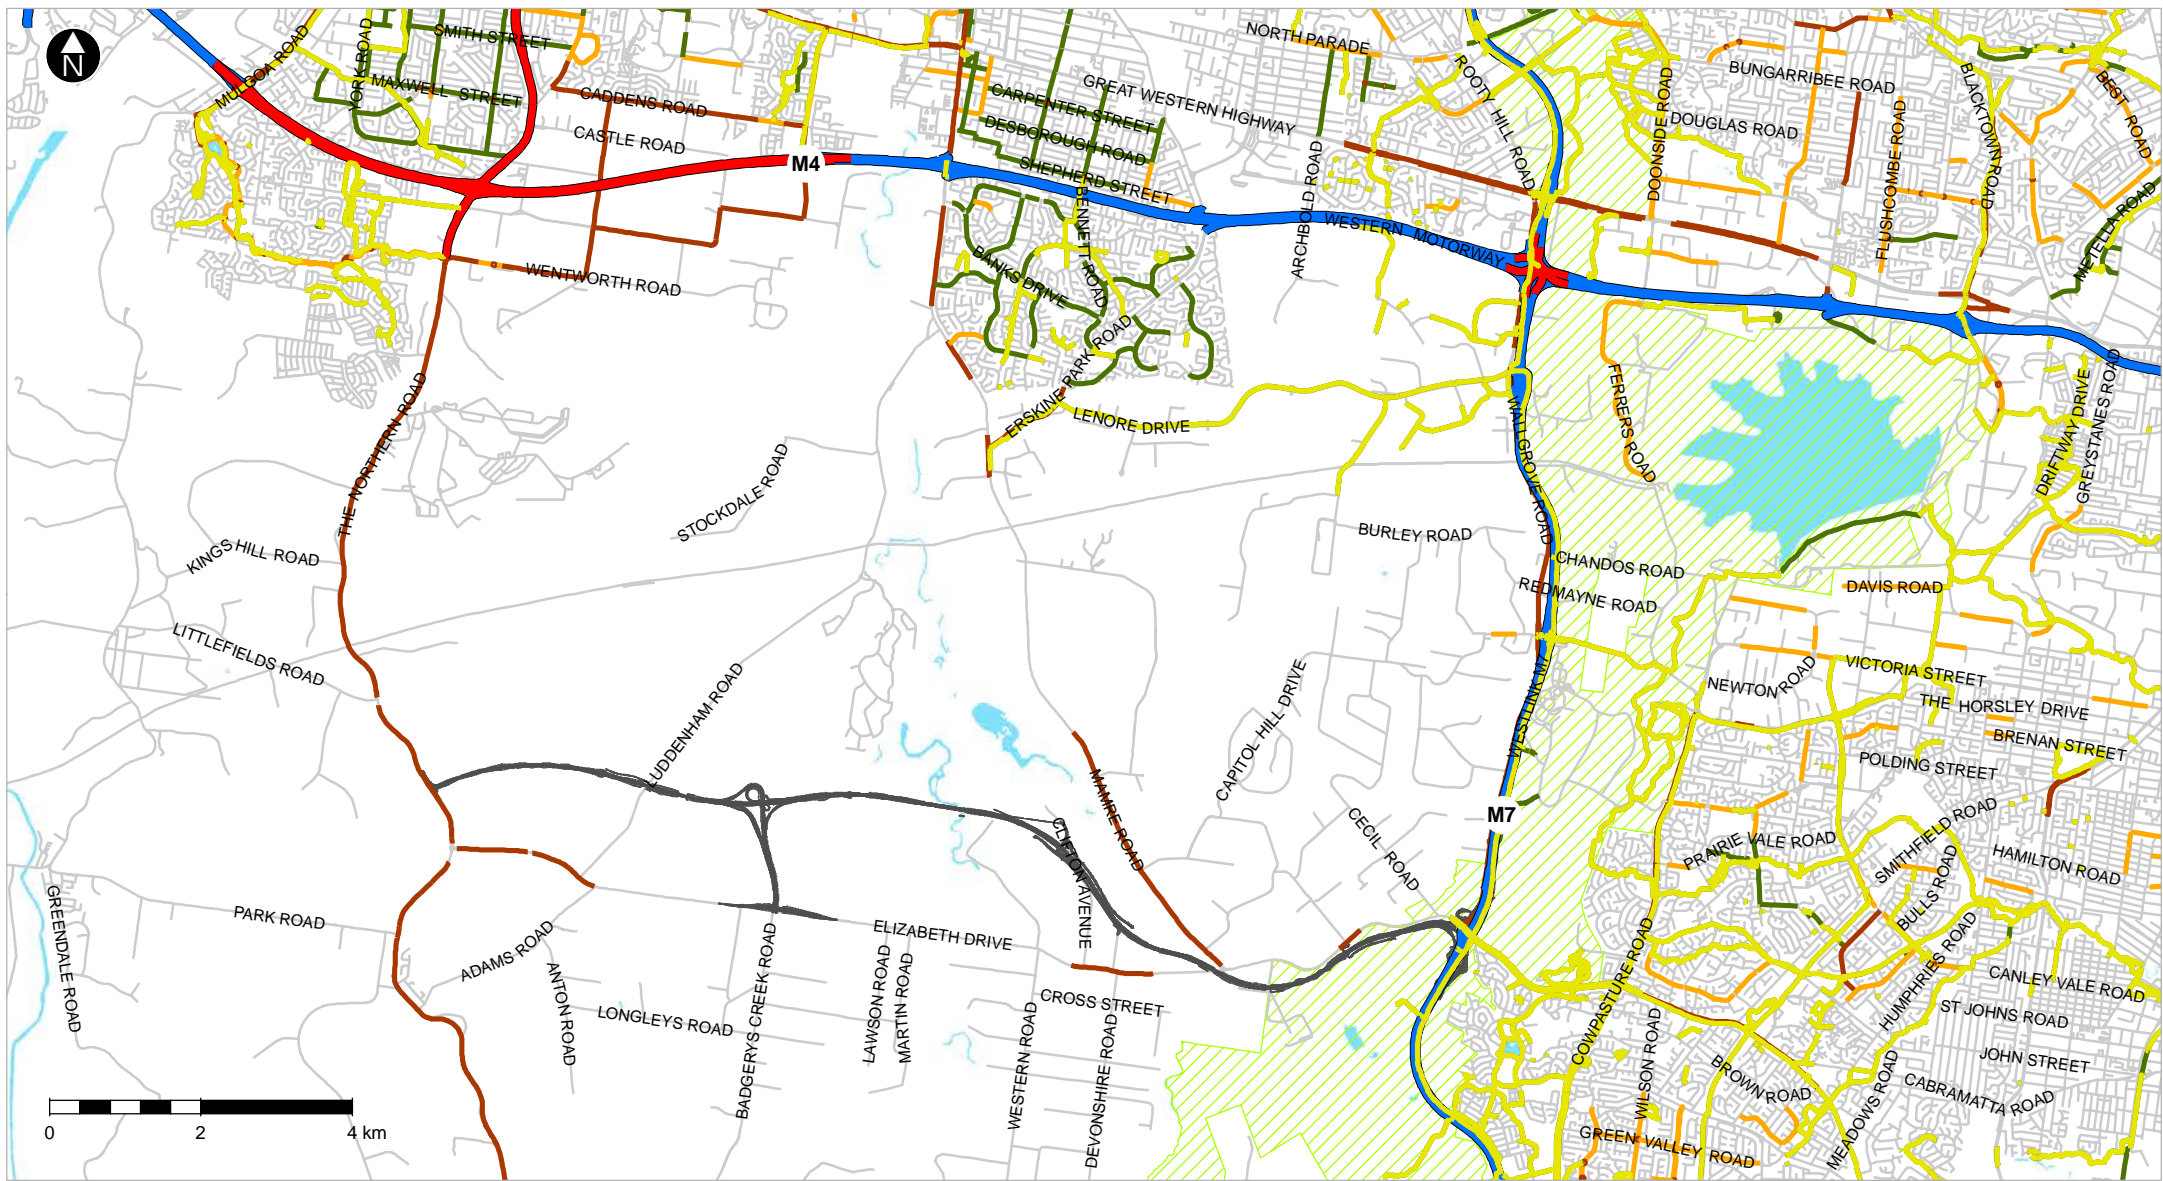 N
MULGOA ROAD
YORK ROAD
SMITH STREET
MAXWELL STREET
CADDENS ROAD
CASTLE ROAD
M4
CARPENTER STREET
DESBOROUGH ROAD
SHEPHERD STREET
GREAT WESTERN HIGHWAY
NORTH PARADE
ROOTY HILL ROAD
ARCHBOLD ROAD
WESTERN MOTORWAY
DOONSIDE ROAD
BUNGARRIBEE ROAD
DOUGLAS ROAD
FLUSHCOMBE ROAD
BLACKTOWN ROAD
BEST ROAD
METELLA ROAD
WENTWORTH ROAD
BENNETT ROAD
BANKS DRIVE
ERSKINE PARK ROAD
LENORE DRIVE
THE NORTHERN ROAD
STOCKDALE ROAD
WALLGROVE ROAD
FERRERS ROAD
DRIFTWAY DRIVE
GREYSTANES ROAD
KINGS HILL ROAD
BURLEY ROAD
CHANDOS ROAD
REDMAYNE ROAD
DAVIS ROAD
LITTLEFIELDS ROAD
LUDDENHAM ROAD
CAPITOL HILL DRIVE
WESTLINK M7
NEWTON ROAD
VICTORIA STREET
THE HORSLEY DRIVE
BRENAN STREET
POLDING STREET
MAMRE ROAD
CLIFTON AVENUE
CECIL ROAD
M7
PRAIRIE VALE ROAD
SMITHFIELD ROAD
BULLS ROAD
HAMILTON ROAD
GREENDALE ROAD
PARK ROAD
ADAMS ROAD
ANTON ROAD
LONGLEYS ROAD
BADGERYS CREEK ROAD
ELIZABETH DRIVE
LAWSON ROAD
MARTIN ROAD
WESTERN ROAD
CROSS STREET
DEVONSHIRE ROAD
COWPASTURE ROAD
WILSON ROAD
HUMPHRIES ROAD
CANLEY VALE ROAD
ST JOHNS ROAD
JOHN STREET
CABRAMATTA ROAD
BROWN ROAD
MEADOWS ROAD
GREEN VALLEY ROAD
0 2 4 km